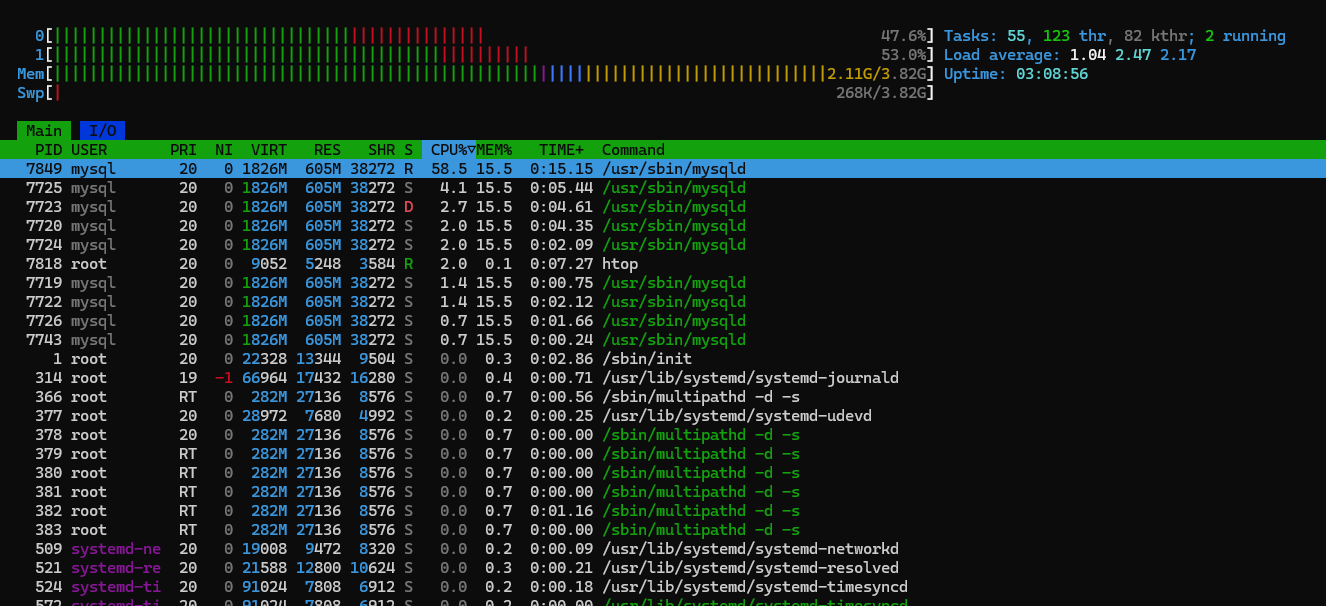 0[|||||||||||||||||||||||||||||||||||||||||||||||| 47.6%] Tasks: 55, 123 thr, 82 kthr; 2 running
1[||||||||||||||||||||||||||||||||||||||||||||||||||||| 53.0%] Load average: 1.04 2.47 2.17
Mem[||||||||||||||||||||||||||||||||||||||||||||||||||||||||||||||||||||||||||||||||||||||2.11G/3.82G] Uptime: 03:08:56
Swp[| 268K/3.82G]
Main I/O
PID USER PRI NI VIRT RES SHR S CPU%▽MEM% TIME+ Command
7849 mysql 20 0 1826M 605M 38272 R 58.5 15.5 0:15.15 /usr/sbin/mysqld
7725 mysql 20 0 1826M 605M 38272 S 4.1 15.5 0:05.44 /usr/sbin/mysqld
7723 mysql 20 0 1826M 605M 38272 D 2.7 15.5 0:04.61 /usr/sbin/mysqld
7720 mysql 20 0 1826M 605M 38272 S 2.0 15.5 0:04.35 /usr/sbin/mysqld
7724 mysql 20 0 1826M 605M 38272 S 2.0 15.5 0:02.09 /usr/sbin/mysqld
7818 root 20 0 9052 5248 3584 R 2.0 0.1 0:07.27 htop
7719 mysql 20 0 1826M 605M 38272 S 1.4 15.5 0:00.75 /usr/sbin/mysqld
7722 mysql 20 0 1826M 605M 38272 S 1.4 15.5 0:02.12 /usr/sbin/mysqld
7726 mysql 20 0 1826M 605M 38272 S 0.7 15.5 0:01.66 /usr/sbin/mysqld
7743 mysql 20 0 1826M 605M 38272 S 0.7 15.5 0:00.24 /usr/sbin/mysqld
1 root 20 0 22328 13344 9504 S 0.0 0.3 0:02.86 /sbin/init
314 root 19 -1 66964 17432 16280 S 0.0 0.4 0:00.71 /usr/lib/systemd/systemd-journald
366 root RT 0 282M 27136 8576 S 0.0 0.7 0:00.56 /sbin/multipathd -d -s
377 root 20 0 28972 7680 4992 S 0.0 0.2 0:00.25 /usr/lib/systemd/systemd-udevd
378 root 20 0 282M 27136 8576 S 0.0 0.7 0:00.00 /sbin/multipathd -d -s
379 root RT 0 282M 27136 8576 S 0.0 0.7 0:00.00 /sbin/multipathd -d -s
380 root RT 0 282M 27136 8576 S 0.0 0.7 0:00.00 /sbin/multipathd -d -s
381 root RT 0 282M 27136 8576 S 0.0 0.7 0:00.00 /sbin/multipathd -d -s
382 root RT 0 282M 27136 8576 S 0.0 0.7 0:01.16 /sbin/multipathd -d -s
383 root RT 0 282M 27136 8576 S 0.0 0.7 0:00.00 /sbin/multipathd -d -s
509 systemd-ne 20 0 19008 9472 8320 S 0.0 0.2 0:00.09 /usr/lib/systemd/systemd-networkd
521 systemd-re 20 0 21588 12800 10624 S 0.0 0.3 0:00.21 /usr/lib/systemd/systemd-resolved
524 systemd-ti 20 0 91024 7808 6912 S 0.0 0.2 0:00.18 /usr/lib/systemd/systemd-timesyncd
572 systemd-ti 20 0 91024 7808 6912 S 0.0 0.2 0:00.00 /usr/lib/systemd/systemd-timesyncd